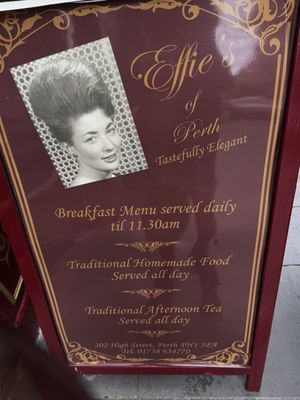 Effie's
of
Perth
Tastefully Elegant
Breakfast Menu served daily
til 11.30am
Traditional Homemade Food
Served all day
Traditional Afternoon Tea
Served all day
202 High Street, Perth PH1 5PA
Tel: 01738 634770